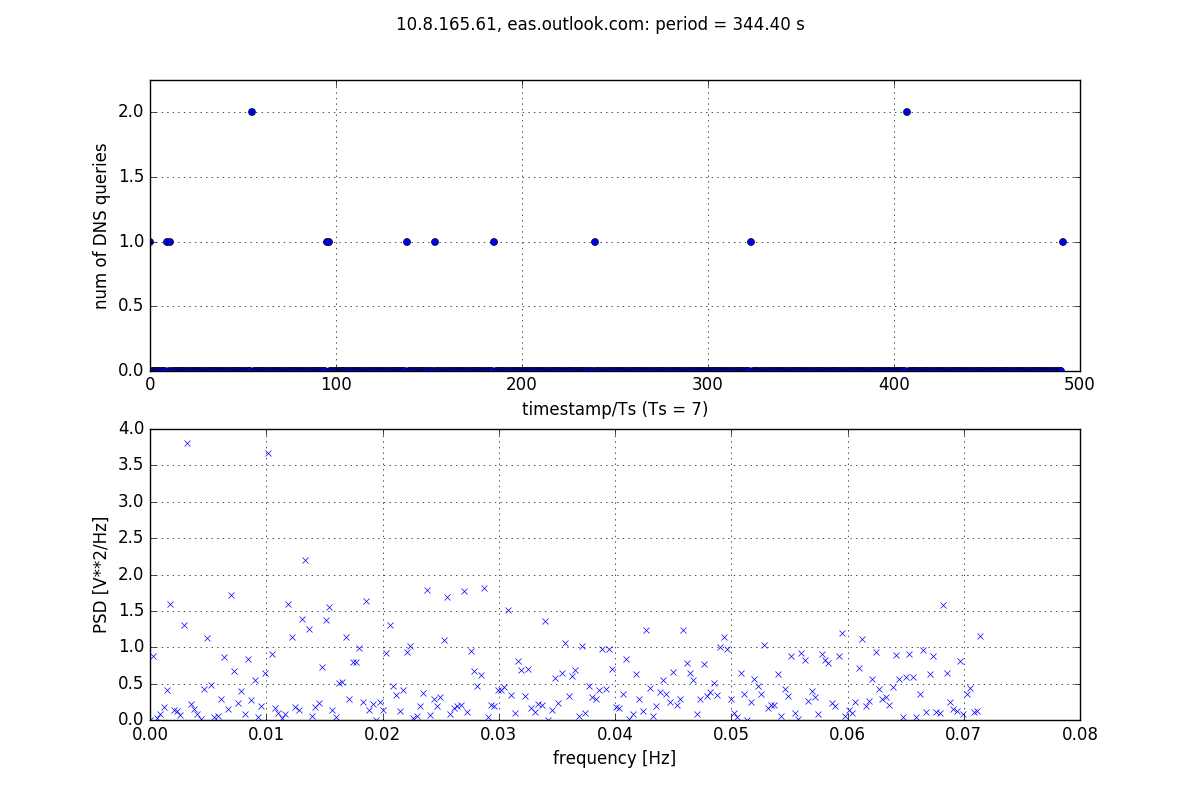 10.8.165.61, eas.outlook.com: period = 344.40 s
2.0
1.5
1.0
0.5
0.0
num of DNS queries
0 100 200 300 400 500
timestamp/Ts (Ts = 7)
4.0
3.5
3.0
2.5
2.0
1.5
1.0
0.5
0.0
PSD [V**2/Hz]
0.00 0.01 0.02 0.03 0.04 0.05 0.06 0.07 0.08
frequency [Hz]